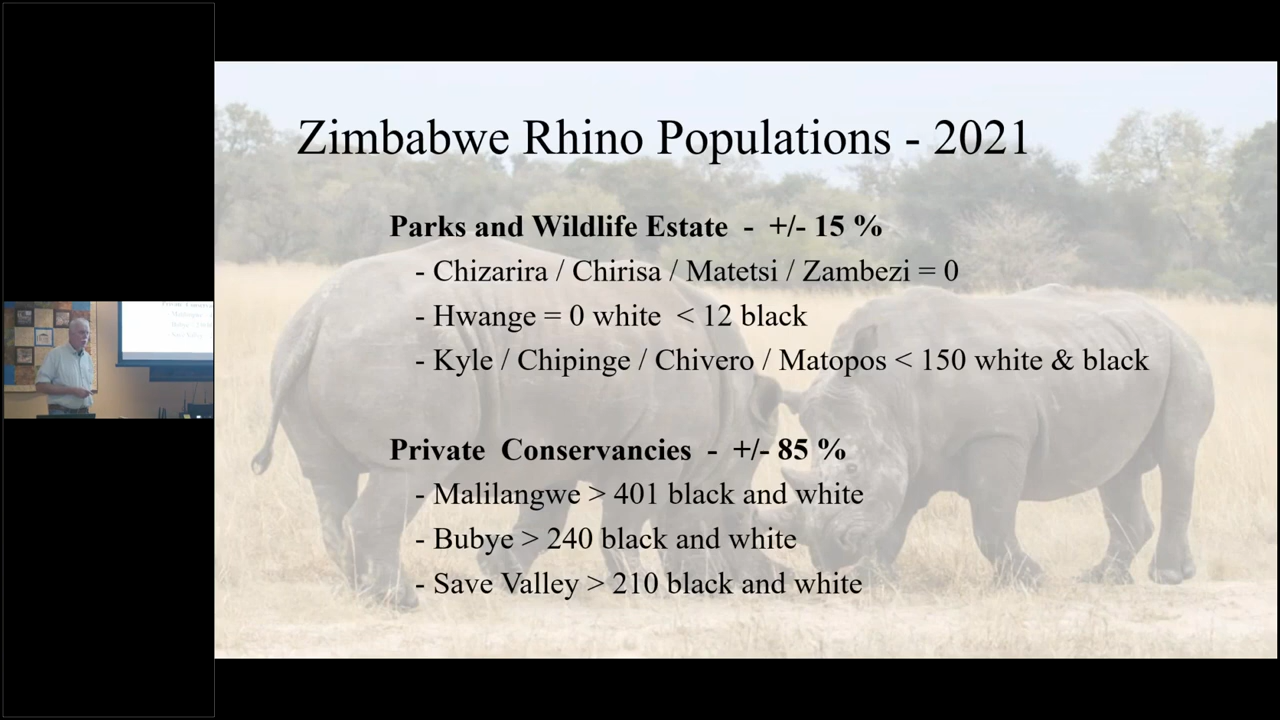 Zimbabwe Rhino Populations - 2021
Parks and Wildlife Estate - +/- 15 %
- Chizarira / Chirisa / Matetsi / Zambezi = 0
- Hwange = 0 white < 12 black
- Kyle / Chipinge / Chivero / Matopos < 150 white & black
Private Conservancies - +/- 85 %
- Malilangwe > 401 black and white
- Bubye > 240 black and white
- Save Valley > 210 black and white